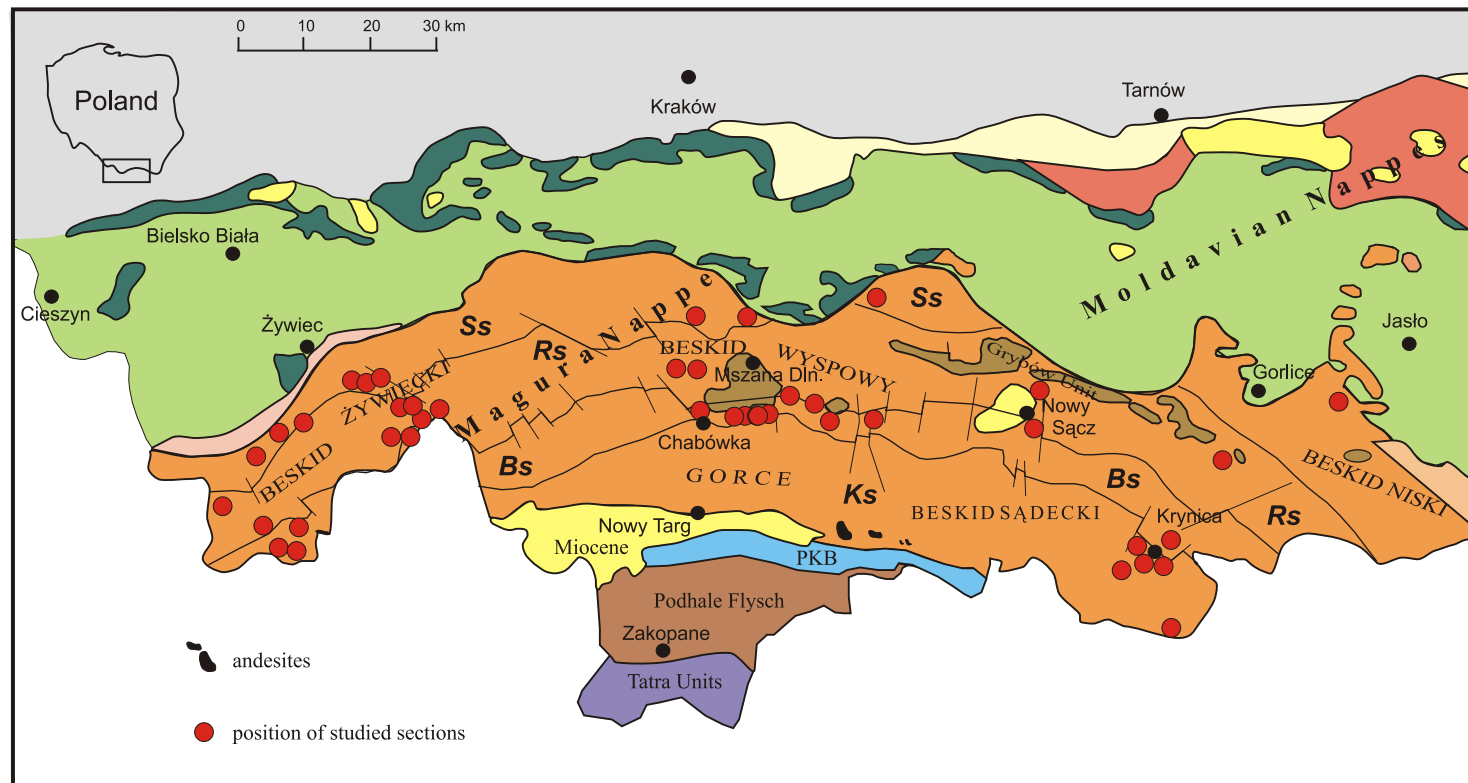 0 10 20 30 km
Poland
Kraków
Tarnów
Bielsko Biała
Cieszyn
Żywiec
Jasło
Gorlice
Moldavian Nappes
Magura Nappe
Ss
Rs
Ss
BESKID
WYSPOWY
Mszana Dln.
Grybów Unit
Nowy
Sącz
BESKID
ŻYWIECKI
Chabówka
Bs
GORCE
Ks
BESKID SĄDECKI
Bs
Krynica
Rs
BESKID NISKI
Nowy Targ
Miocene
PKB
Podhale Flysch
Zakopane
Tatra Units
andesites
position of studied sections